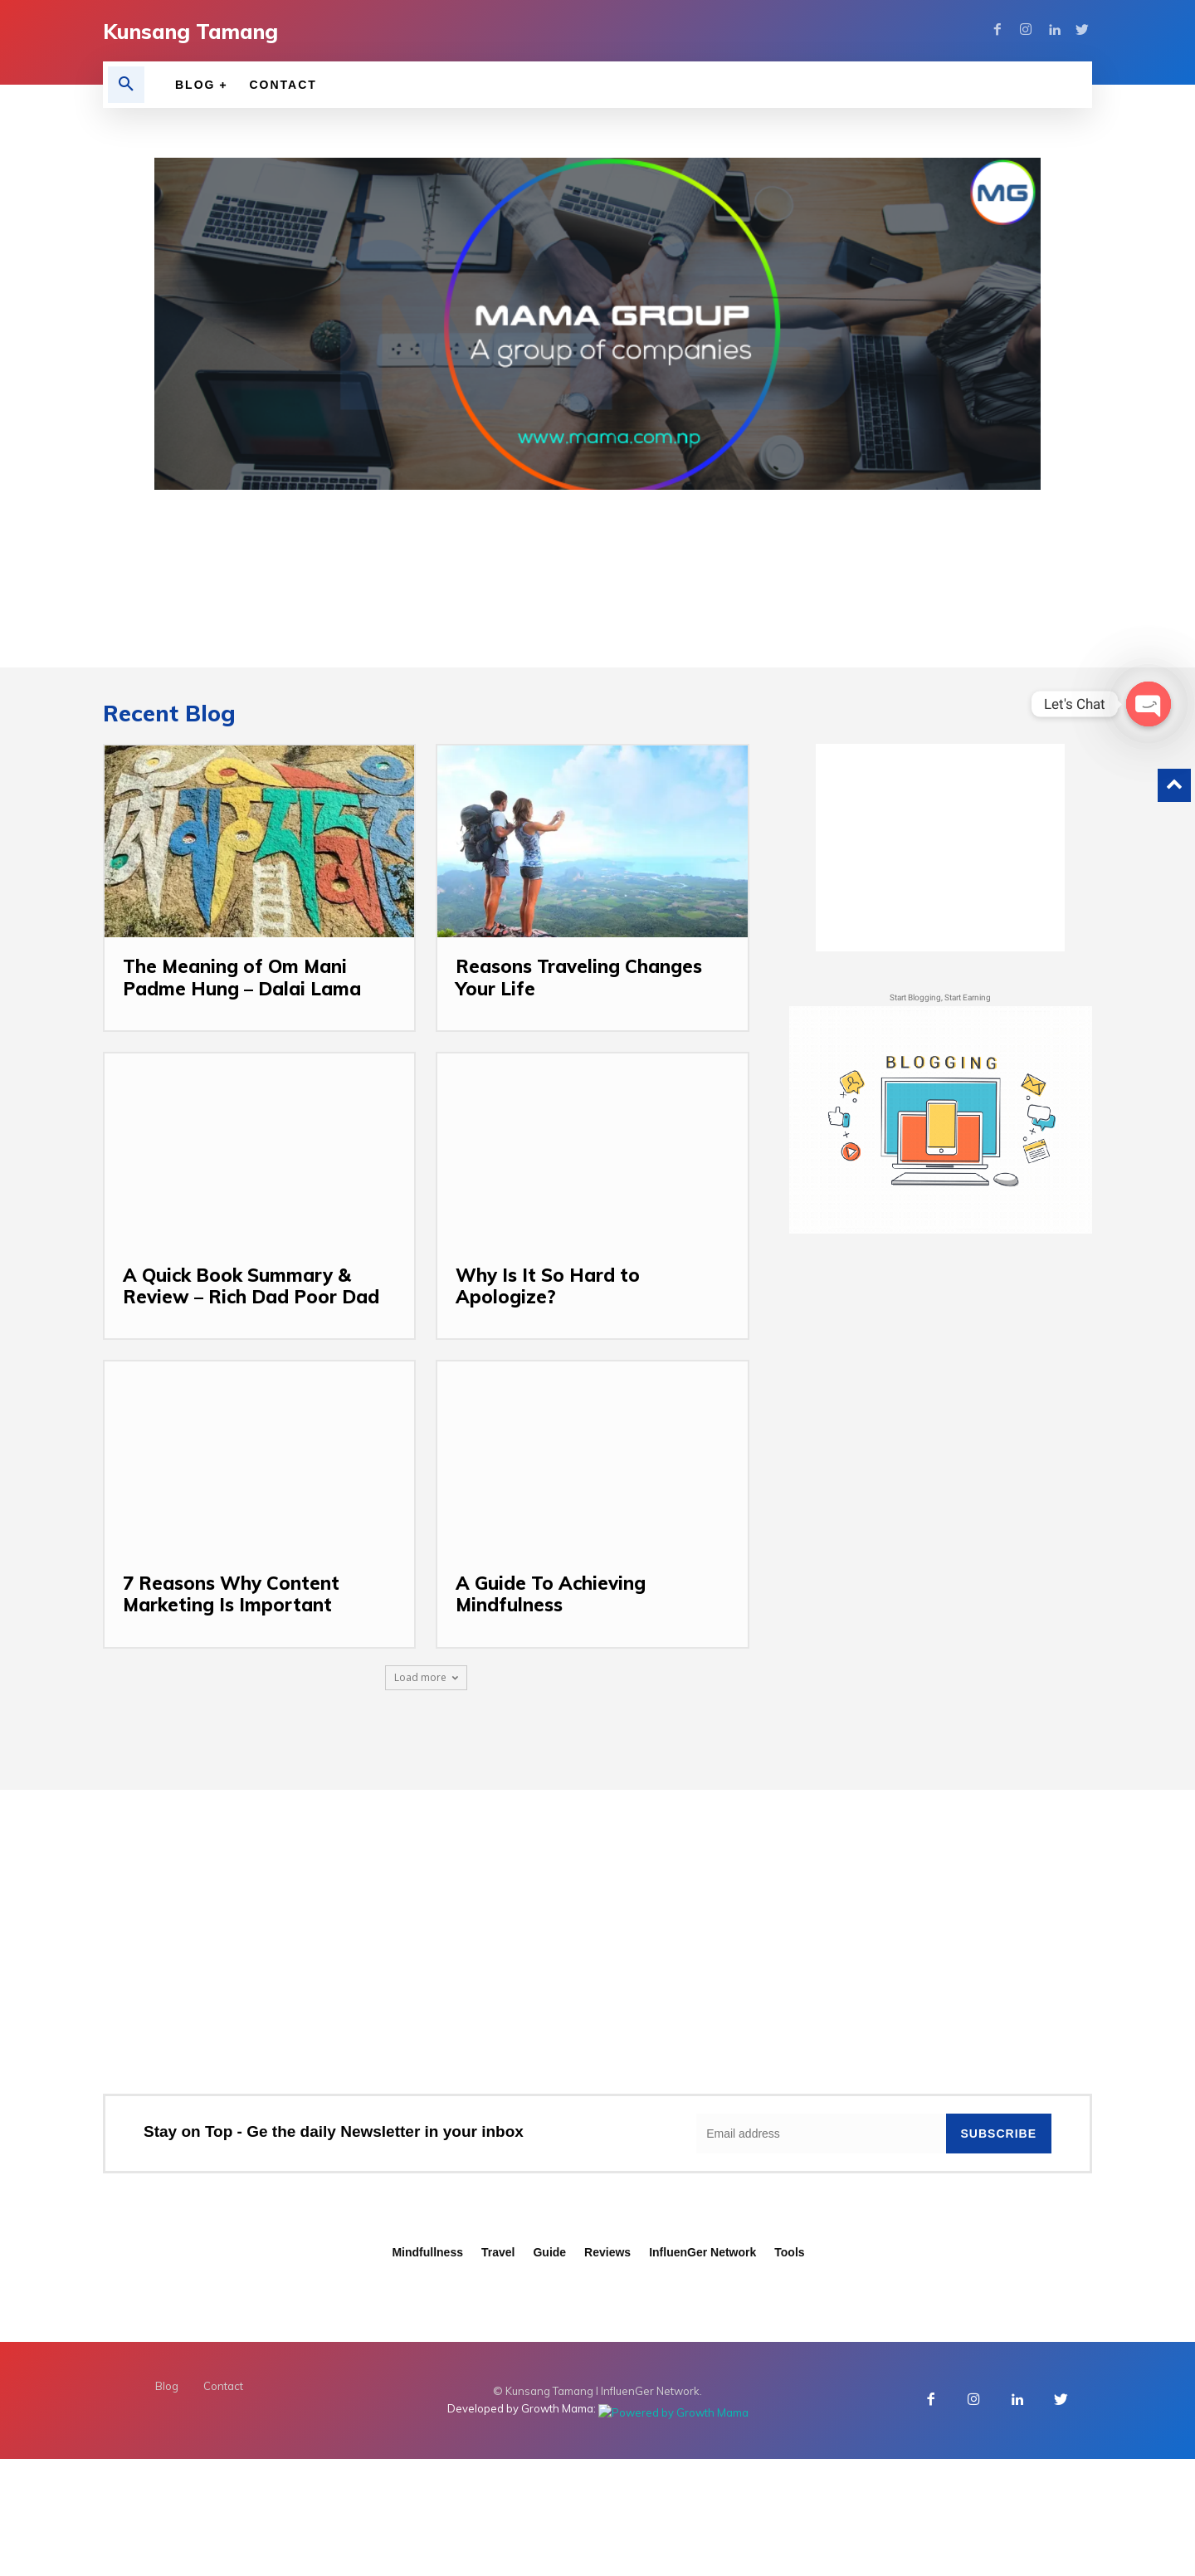 Kunsang Tamang
BLOG +
CONTACT
MG
MAMA GROUP
A group of companies
www.mama.com.np
Recent Blog
Let's Chat
The Meaning of Om Mani
Padme Hung – Dalai Lama
Reasons Traveling Changes
Your Life
Start Blogging, Start Earning
BLOGGING
A Quick Book Summary &
Review – Rich Dad Poor Dad
Why Is It So Hard to
Apologize?
7 Reasons Why Content
Marketing Is Important
A Guide To Achieving
Mindfulness
Load more
Stay on Top - Ge the daily Newsletter in your inbox
Email address
SUBSCRIBE
Mindfullness Travel Guide Reviews InfluenGer Network Tools
Blog Contact
© Kunsang Tamang I InfluenGer Network.
Developed by Growth Mama: Powered by Growth Mama